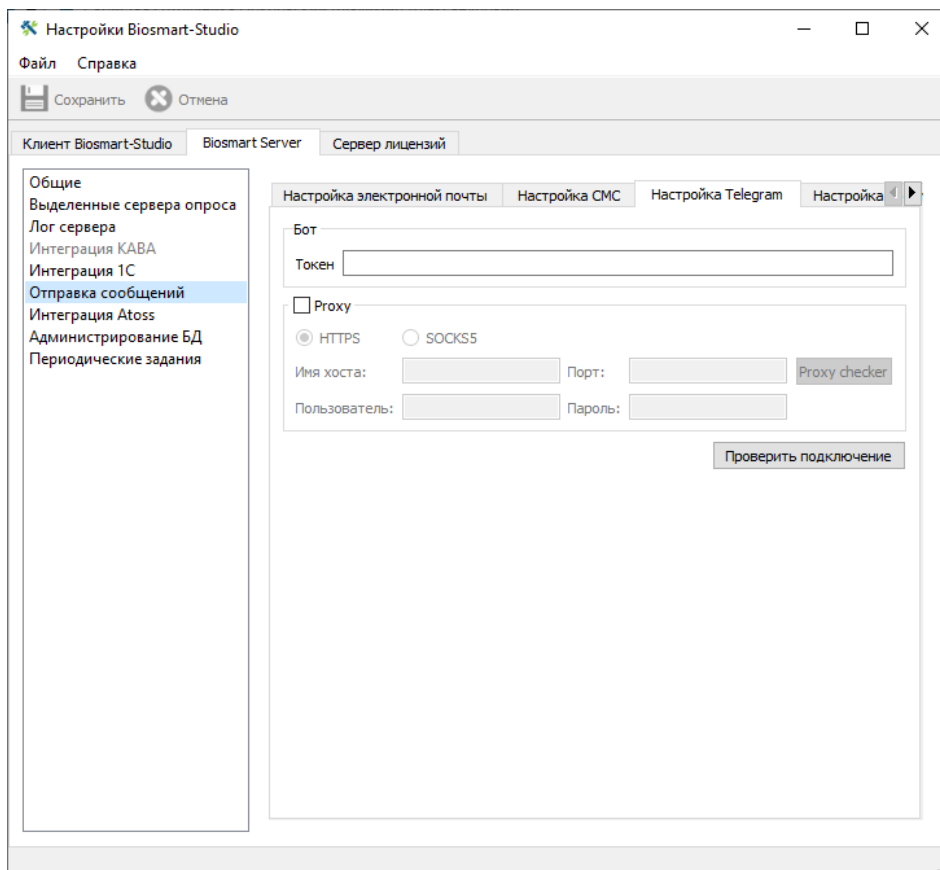 Настройки Biosmart-Studio
Файл Справка
Сохранить Отмена
Клиент Biosmart-Studio Biosmart Server Сервер лицензий
Общие
Выделенные сервера опроса
Лог сервера
Интеграция КАВА
Интеграция 1С
Отправка сообщений
Интеграция Atoss
Администрирование БД
Периодические задания
Настройка электронной почты Настройка СМС Настройка Telegram Настройка
Бот
Токен
Proxy
HTTPS SOCKS5
Имя хоста: Порт: Proxy checker
Пользователь: Пароль:
Проверить подключение